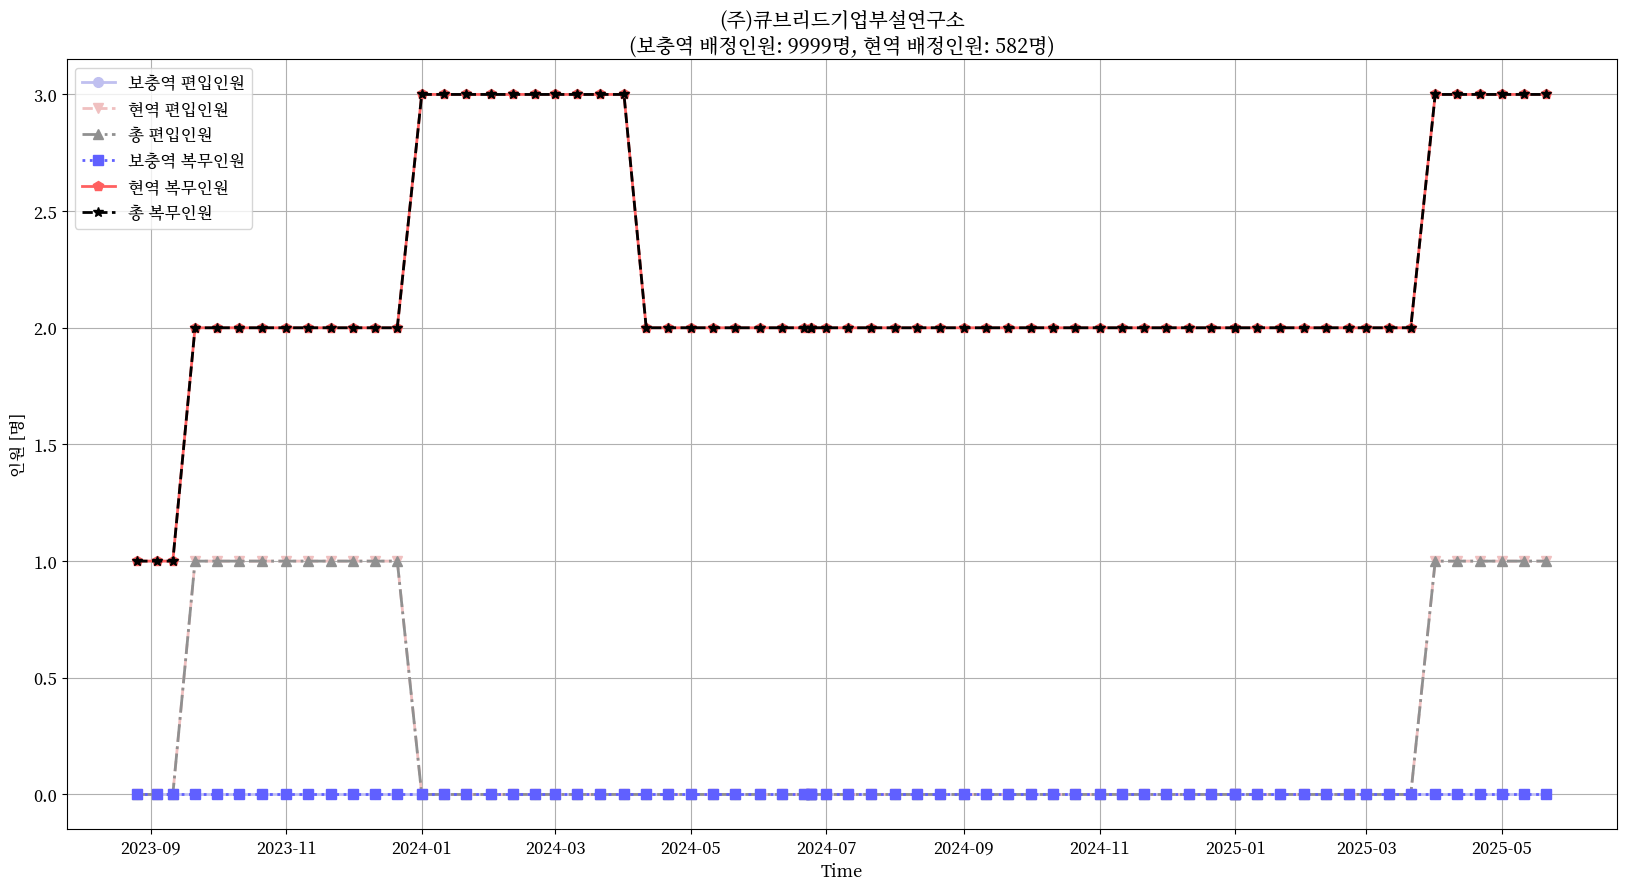 (주)큐브리드기업부설연구소
(보충역 배정인원: 9999명, 현역 배정인원: 582명)
보충역 편입인원
현역 편입인원
총 편입인원
보충역 복무인원
현역 복무인원
총 복무인원
인원 [명]
3.0
2.5
2.0
1.5
1.0
0.5
0.0
2023-09 2023-11 2024-01 2024-03 2024-05 2024-07 2024-09 2024-11 2025-01 2025-03 2025-05
Time